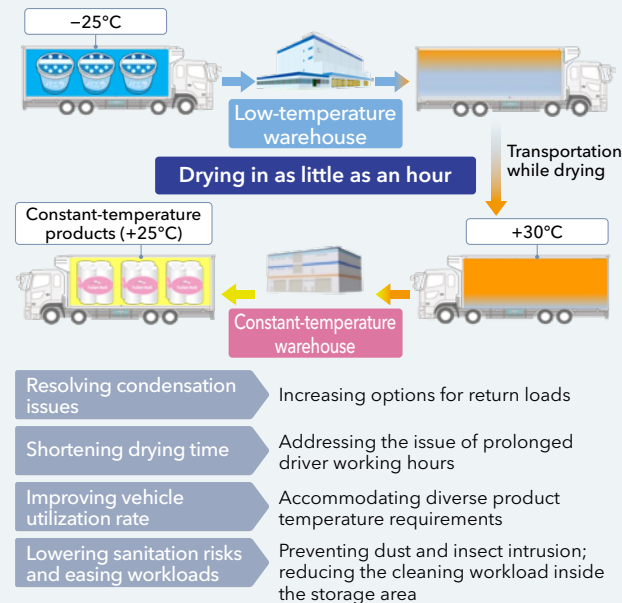 −25°C
Low-temperature
warehouse
Transportation
while drying
Drying in as little as an hour
Constant-temperature
products (+25°C)
+30°C
Constant-temperature
warehouse
Resolving condensation
issues
Increasing options for return loads
Shortening drying time
Addressing the issue of prolonged
driver working hours
Improving vehicle
utilization rate
Accommodating diverse product
temperature requirements
Lowering sanitation risks
and easing workloads
Preventing dust and insect intrusion;
reducing the cleaning workload inside
the storage area